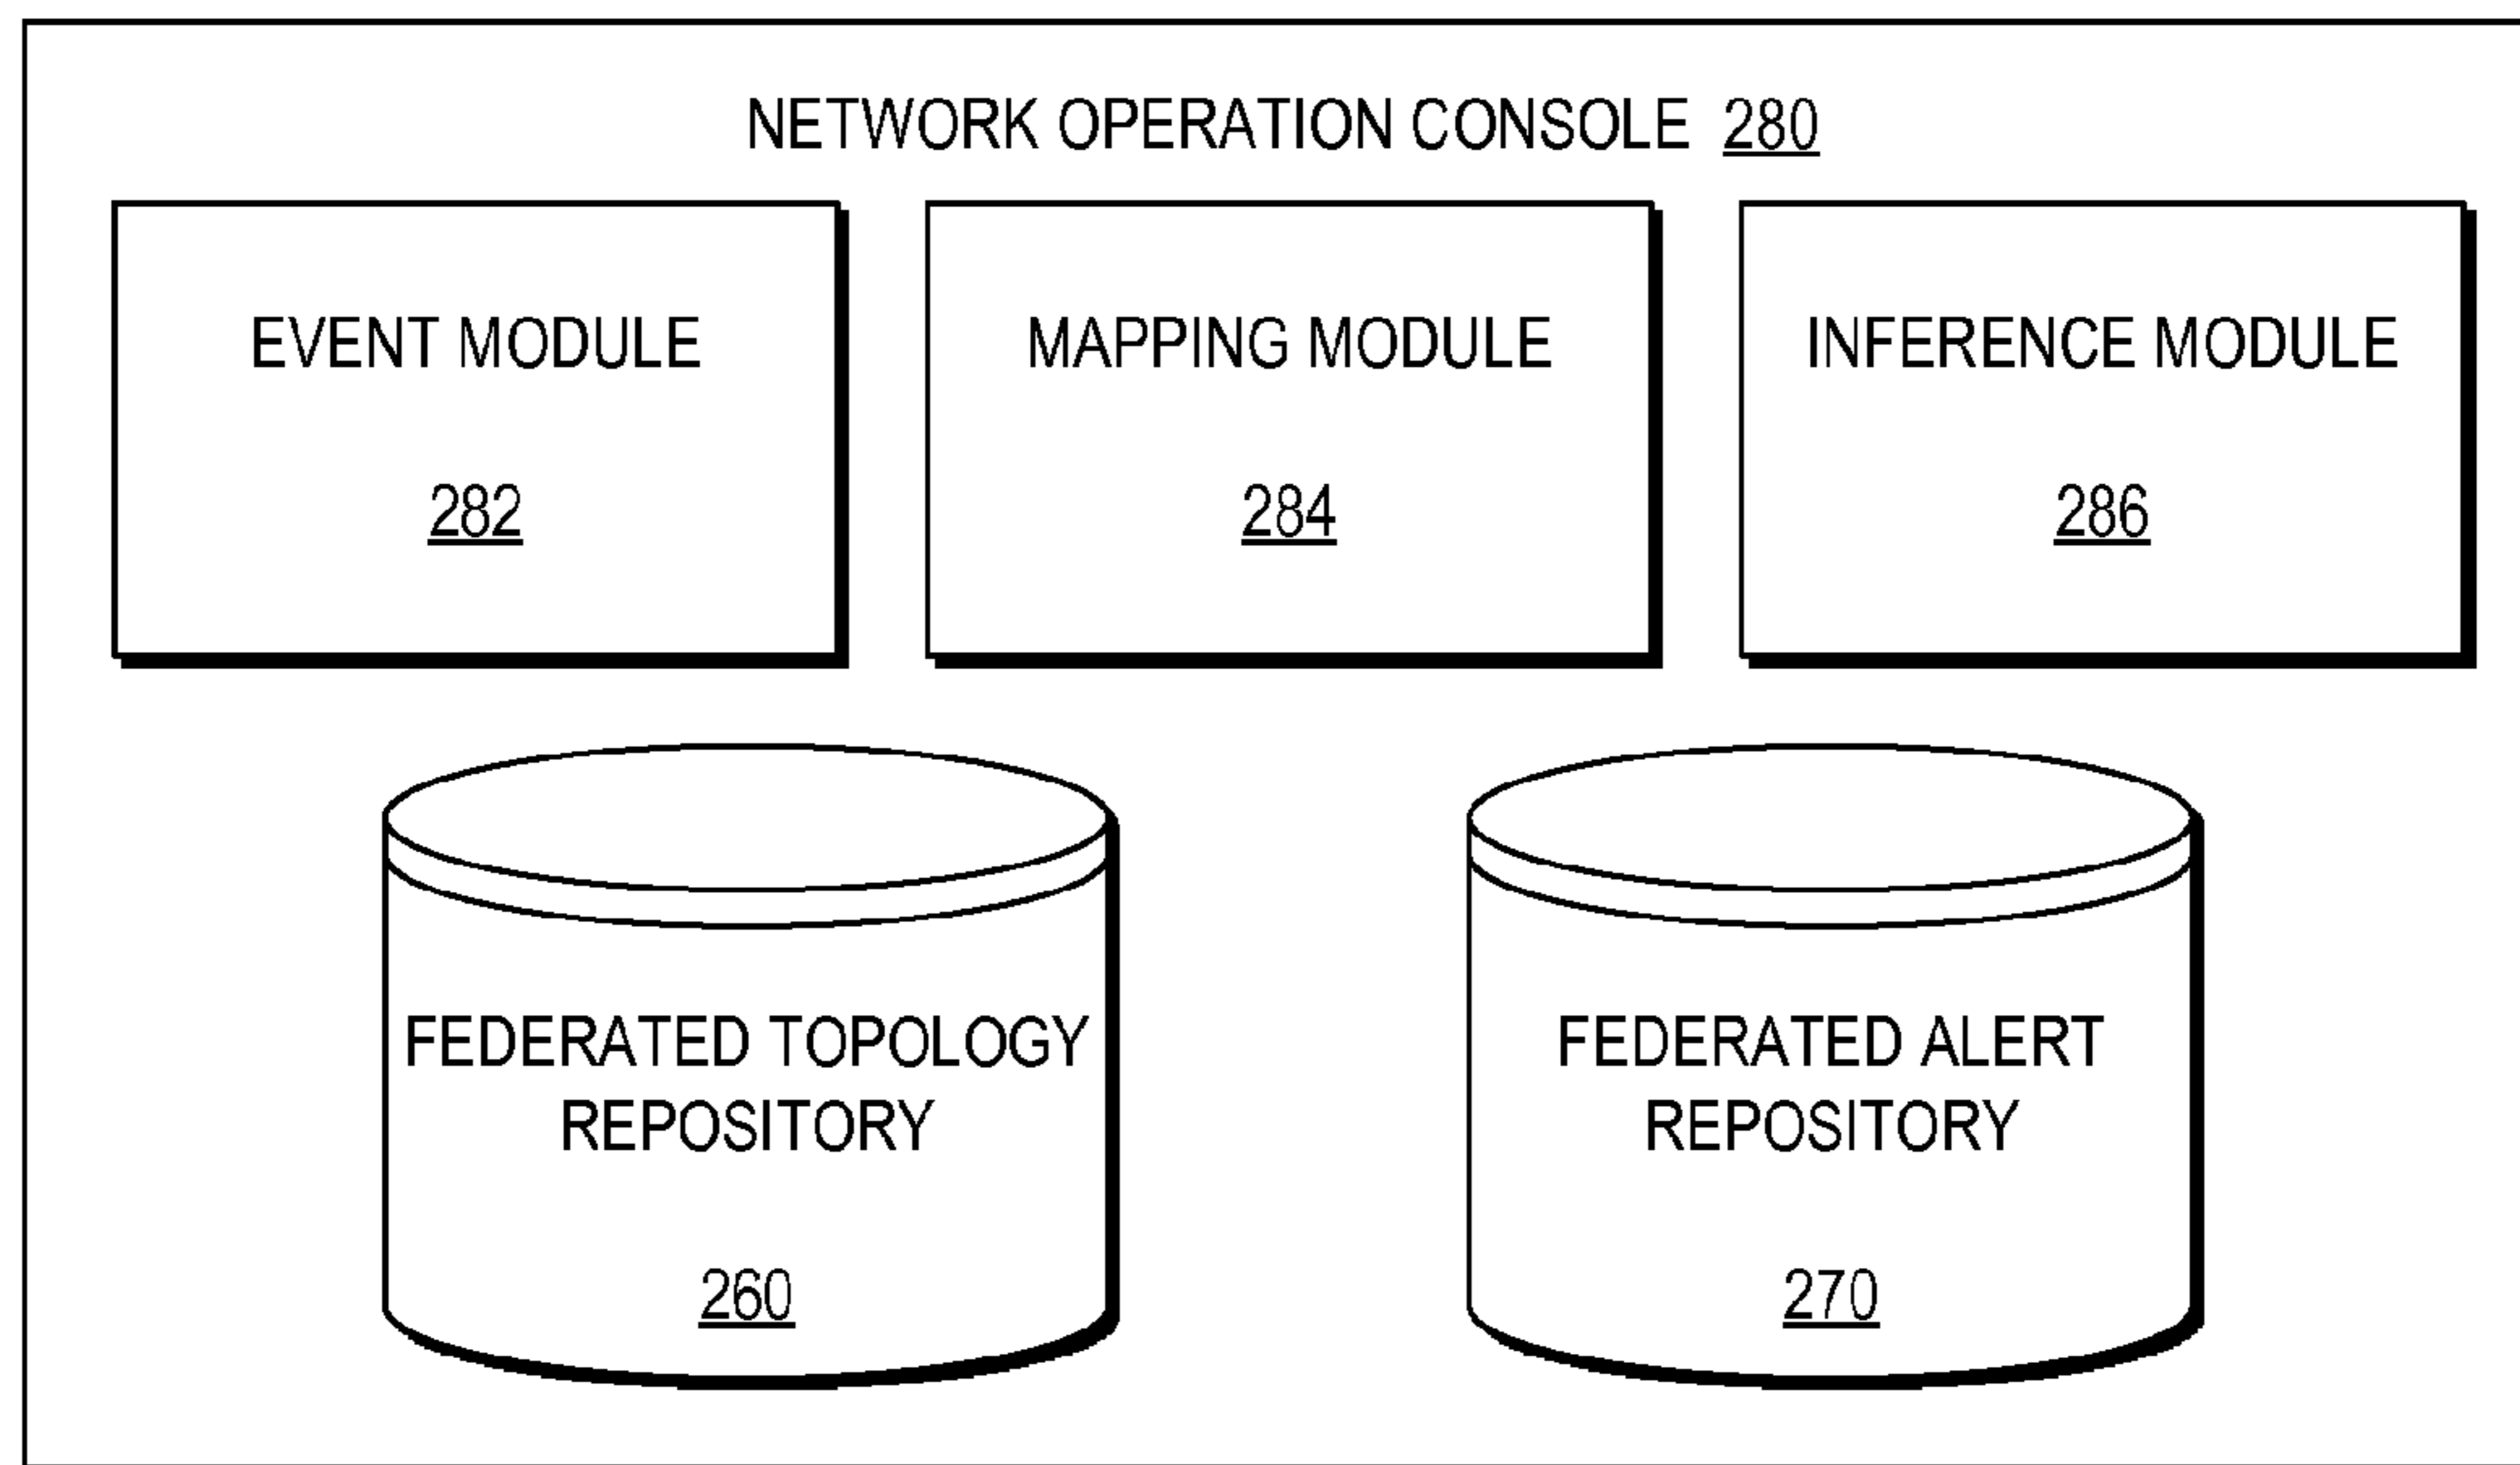 NETWORK OPERATION CONSOLE 280
EVENT MODULE
282
MAPPING MODULE
284
INFERENCE MODULE
286
FEDERATED TOPOLOGY
REPOSITORY
260
FEDERATED ALERT
REPOSITORY
270